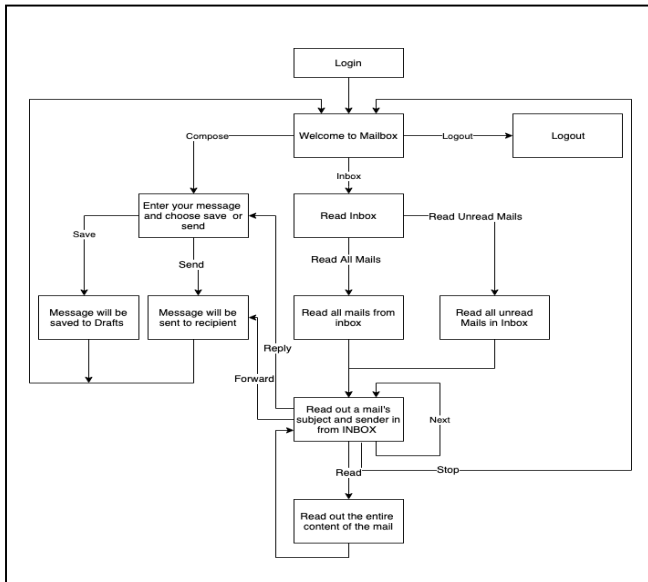 Login
Compose
Welcome to Mailbox
Logout
Logout
Inbox
Enter your message
and choose save or
send
Read Inbox
Read Unread Mails
Save
Send
Read All Mails
Message will be
saved to Drafts
Message will be
sent to recipient
Read all mails from
inbox
Read all unread
Mails in Inbox
Reply
Forward
Read out a mail's
subject and sender in
from INBOX
Next
Read
Stop
Read out the entire
content of the mail